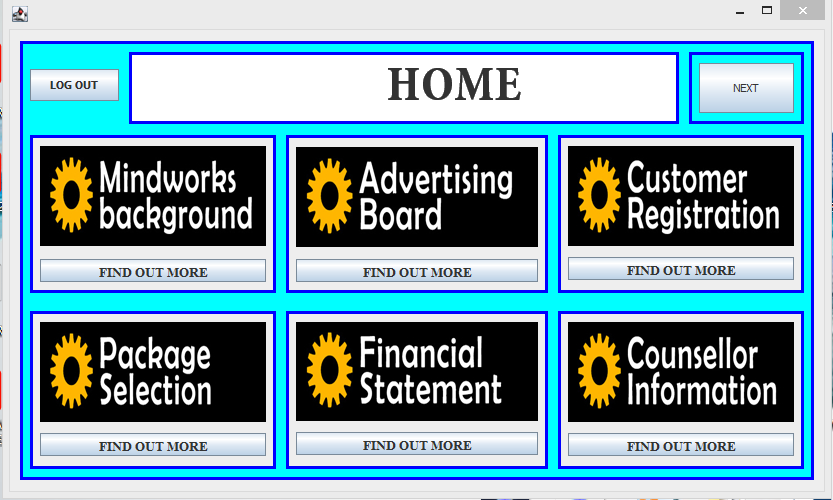 LOG OUT
HOME
NEXT
Mindworks
background
FIND OUT MORE
Advertising
Board
FIND OUT MORE
Customer
Registration
FIND OUT MORE
Package
Selection
FIND OUT MORE
Financial
Statement
FIND OUT MORE
Counsellor
Information
FIND OUT MORE